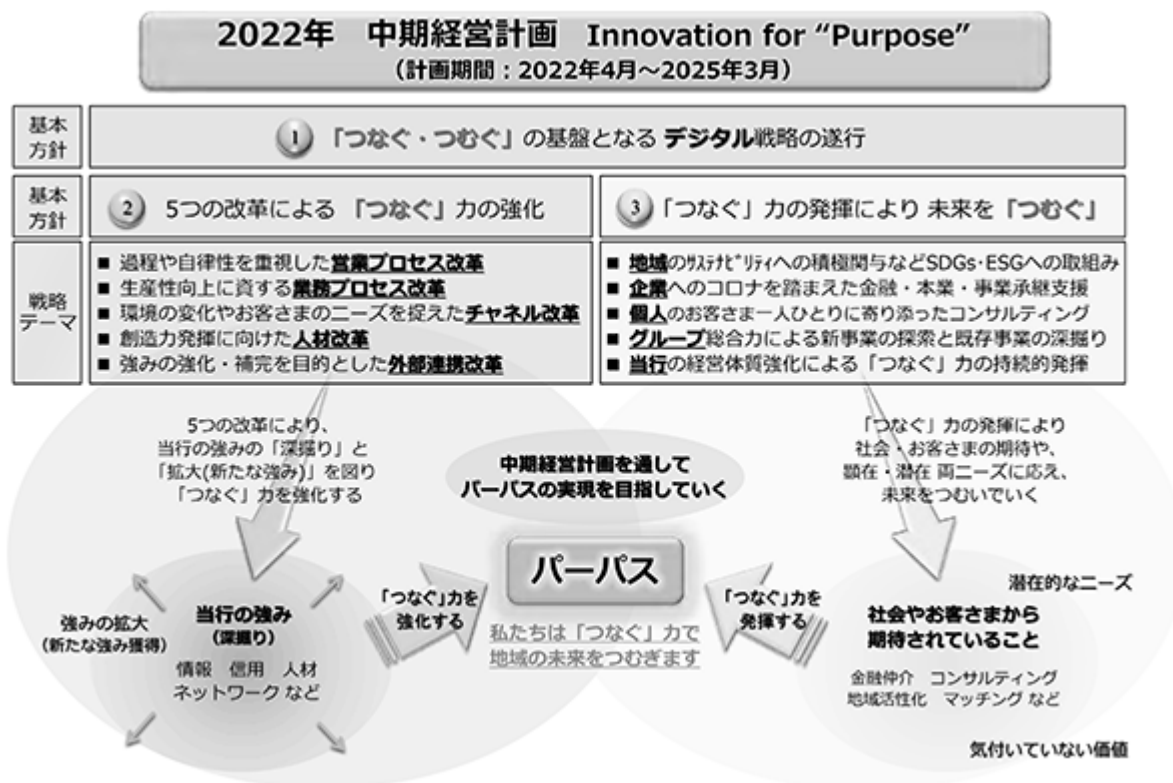 2022年 中期経営計画 Innovation for “Purpose”
（計画期間：2022年4月～2025年3月）
基本
方針
1 「つなぐ・つむぐ」の基盤となる デジタル戦略の遂行
基本
方針
2 5つの改革による 「つなぐ」力の強化
3 「つなぐ」力の発揮により 未来を「つむぐ」
戦略
テーマ
■ 過程や自律性を重視した営業プロセス改革
■ 生産性向上に資する業務プロセス改革
■ 環境の変化やお客さまのニーズを捉えたチャネル改革
■ 創造力発揮に向けた人材改革
■ 強みの強化・補完を目的とした外部連携改革
■ 地域のｻｽﾃﾅﾋﾞﾘﾃｨへの積極関与などSDGs･ESGへの取組み
■ 企業へのコロナを踏まえた金融・本業・事業承継支援
■ 個人のお客さま一人ひとりに寄り添ったコンサルティング
■ グループ総合力による新事業の探索と既存事業の深掘り
■ 当行の経営体質強化による「つなぐ」力の持続的発揮
5つの改革により、
当行の強みの「深掘り」と
「拡大(新たな強み)」を図り
「つなぐ」力を強化する
中期経営計画を通して
パーパスの実現を目指していく
「つなぐ」力の発揮により
社会・お客さまの期待や、
顕在・潜在 両ニーズに応え、
未来をつむいでいく
強みの拡大
(新たな強み獲得)
当行の強み
(深掘り)
情報 信用 人材
ネットワーク など
「つなぐ」力を
強化する
パーパス
私たちは「つなぐ」力で
地域の未来をつむぎます
「つなぐ」力を
発揮する
潜在的なニーズ
社会やお客さまから
期待されていること
金融仲介 コンサルティング
地域活性化 マッチング など
気付いていない価値